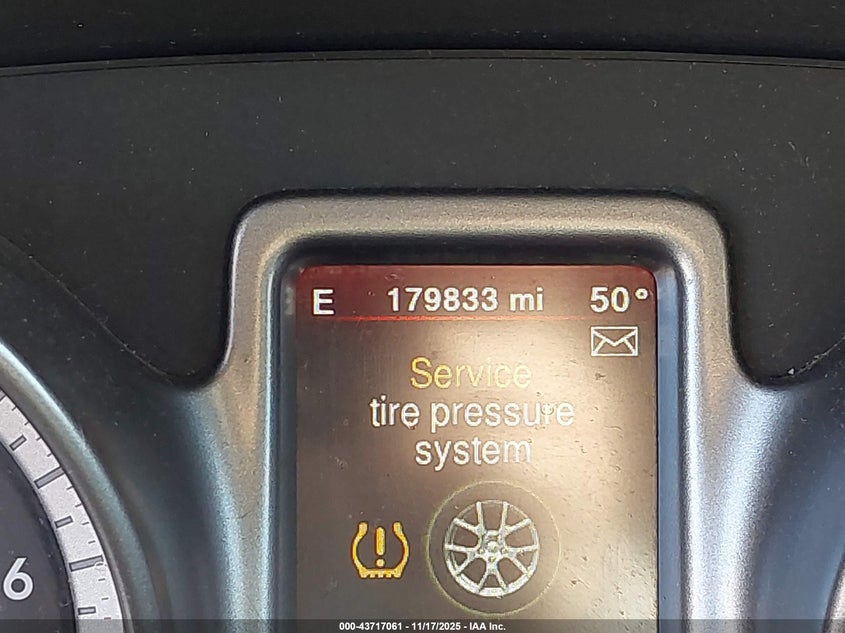 E 179833 mi 50°
Service
tire pressure
system
6
000-43717061 - 11/17/2025 - IAA Inc.